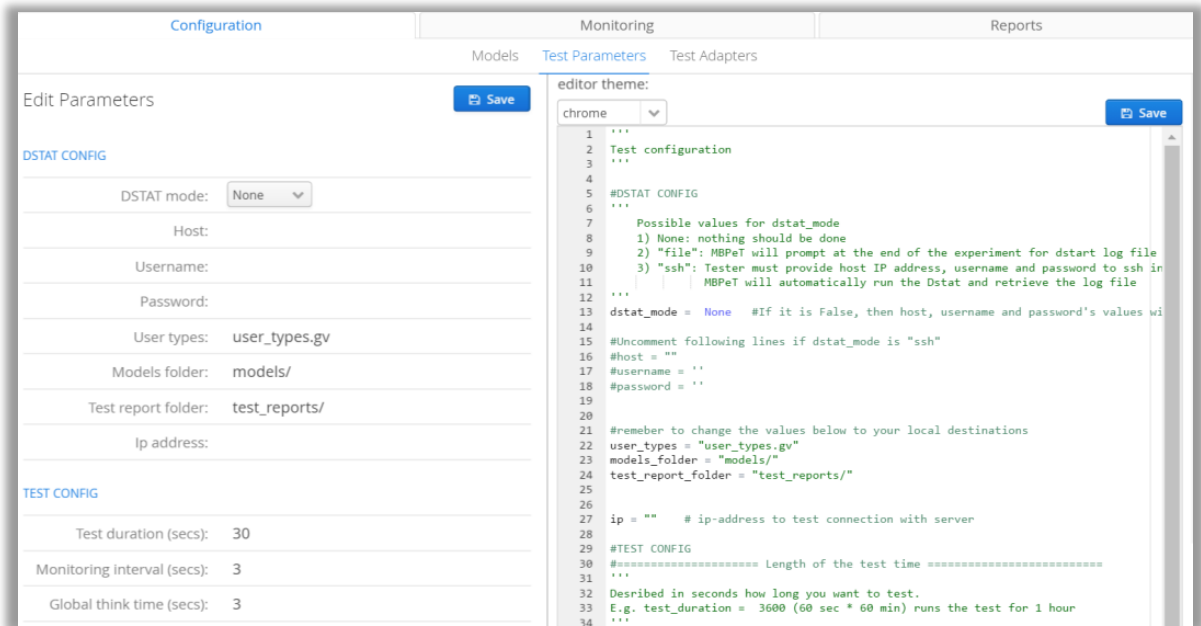 Configuration Monitoring Reports
Models Test Parameters Test Adapters
Edit Parameters
Save
DSTAT CONFIG
DSTAT mode: None
Host:
Username:
Password:
User types: user_types.gv
Models folder: models/
Test report folder: test_reports/
Ip address:
TEST CONFIG
Test duration (secs): 30
Monitoring interval (secs): 3
Global think time (secs): 3
editor theme:
chrome
Save
1 '''
2 Test configuration
3 '''
4
5 #DSTAT CONFIG
6 '''
7 Possible values for dstat_mode
8 1) None: nothing should be done
9 2) "file": MBPeT will prompt at the end of the experiment for dstart log file
10 3) "ssh": Tester must provide host IP address, username and password to ssh in
11 MBPeT will automatically run the Dstat and retrieve the log file
12 '''
13 dstat_mode = None #If it is False, then host, username and password's values wi
14
15 #Uncomment following lines if dstat_mode is "ssh"
16 #host = ""
17 #username = ''
18 #password = ''
19
20
21 #remeber to change the values below to your local destinations
22 user_types = "user_types.gv"
23 models_folder = "models/"
24 test_report_folder = "test_reports/"
25
26
27 ip = "" # ip-address to test connection with server
28
29 #TEST CONFIG
30 #===================== Length of the test time ==========================
31 '''
32 Desribed in seconds how long you want to test.
33 E.g. test_duration = 3600 (60 sec * 60 min) runs the test for 1 hour
34 '''